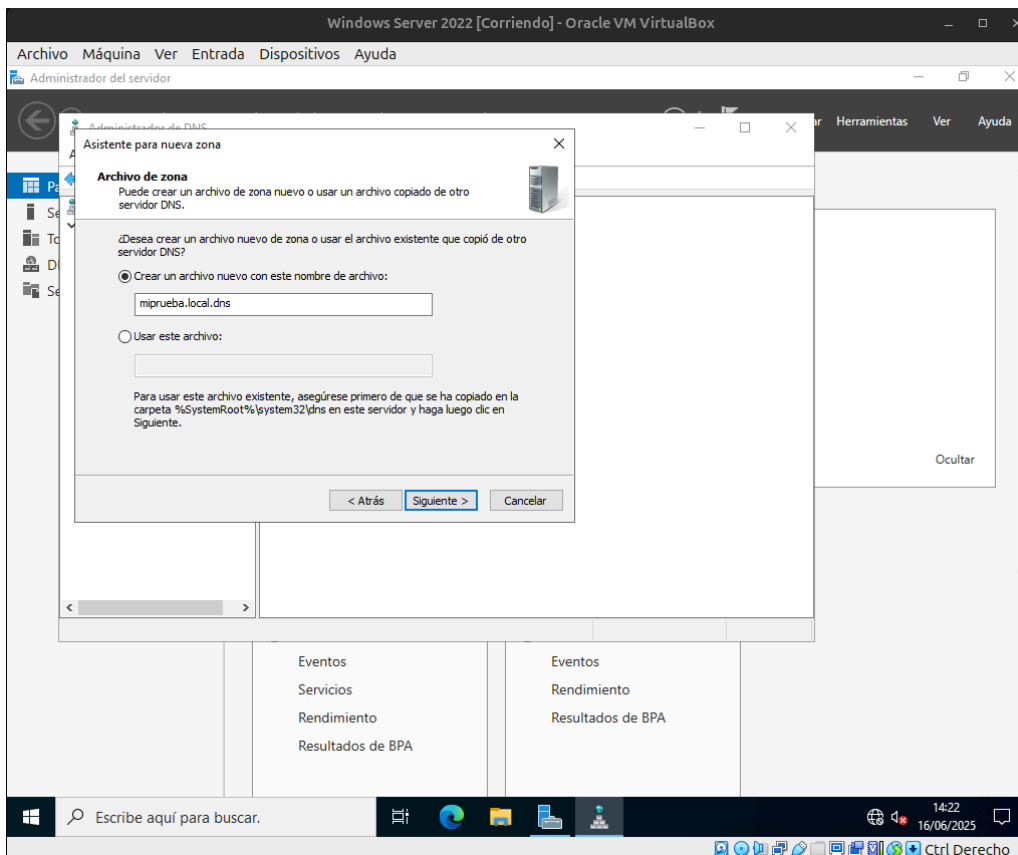 Windows Server 2022 [Corriendo] - Oracle VM VirtualBox
Archivo Máquina Ver Entrada Dispositivos Ayuda
Administrador del servidor
Herramientas Ver Ayuda
Administrador de DNS
Asistente para nueva zona
Archivo de zona
Puede crear un archivo de zona nuevo o usar un archivo copiado de otro
servidor DNS.
¿Desea crear un archivo nuevo de zona o usar el archivo existente que copió de otro
servidor DNS?
Crear un archivo nuevo con este nombre de archivo:
miprueba.local.dns
Usar este archivo:
Para usar este archivo existente, asegúrese primero de que se ha copiado en la
carpeta %SystemRoot%\system32\dns en este servidor y haga luego clic en
Siguiente.
< Atrás Siguiente > Cancelar
Ocultar
Eventos Eventos
Servicios Rendimiento
Rendimiento Resultados de BPA
Resultados de BPA
Escribe aquí para buscar.
14:22
16/06/2025
Ctrl Derecho